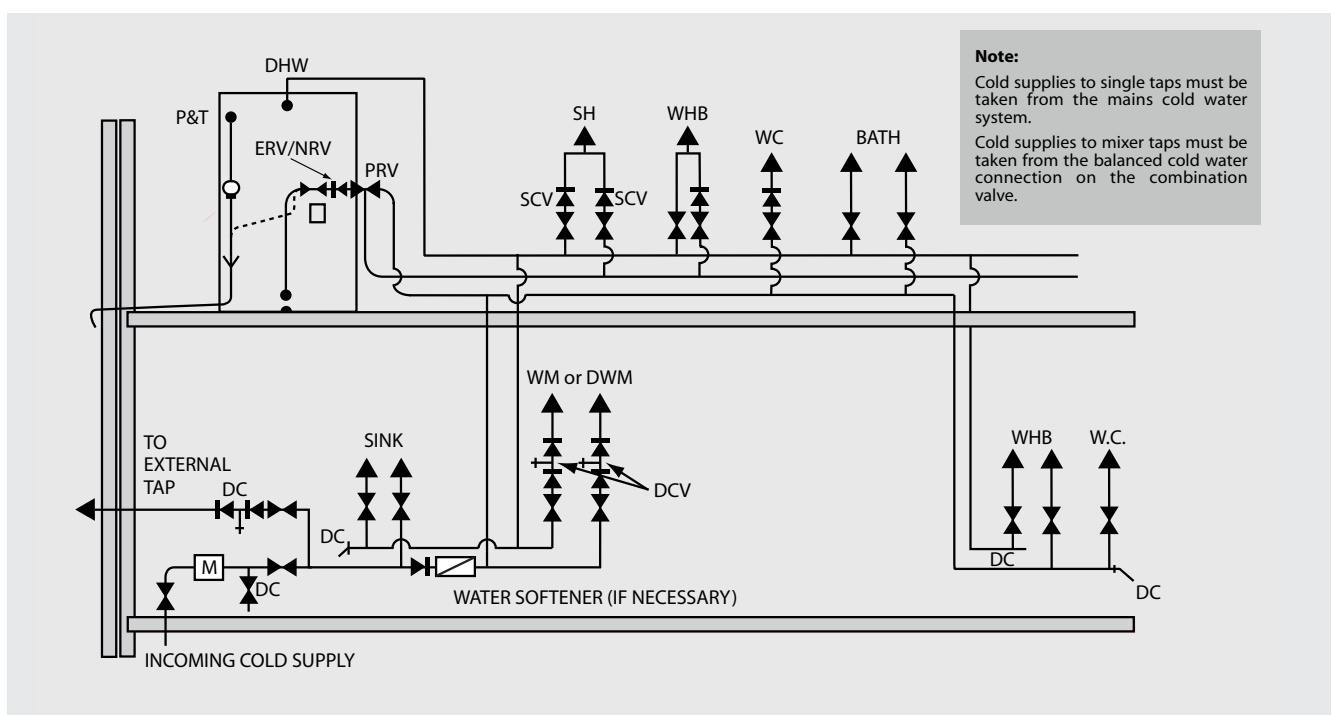 DHW
P&T
ERV/NRV
PRV
SH
WHB
WC
BATH
SCV
SCV
Note:
Cold supplies to single taps must be
taken from the mains cold water
system.
Cold supplies to mixer taps must be
taken from the balanced cold water
connection on the combination
valve.
WM or DWM
TO
EXTERNAL
TAP
DC
SINK
DCV
WHB
W.C.
DC
M
DC
DC
DC
WATER SOFTENER (IF NECESSARY)
INCOMING COLD SUPPLY